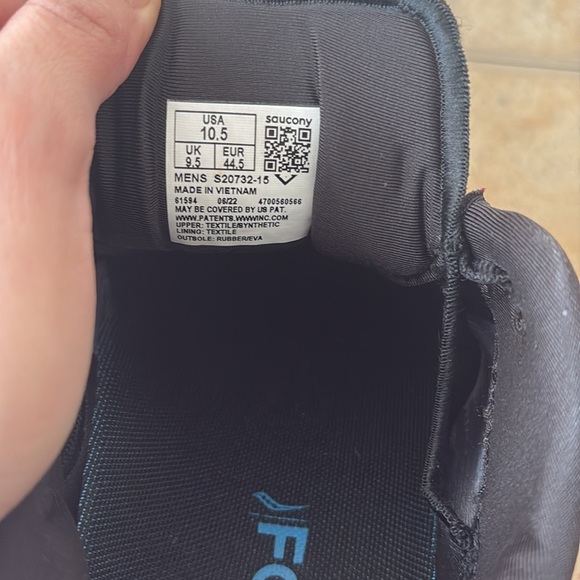 USA
10.5
saucony
UK EUR
9.5 44.5
MENS S20732-15
MADE IN VIETNAM
61594 06/22 4700560566
MAY BE COVERED BY US PAT.
WWW.PATENTS.WWWINC.COM
UPPER: TEXTILE/SYNTHETIC
LINING: TEXTILE
OUTSOLE: RUBBER/EVA
FO